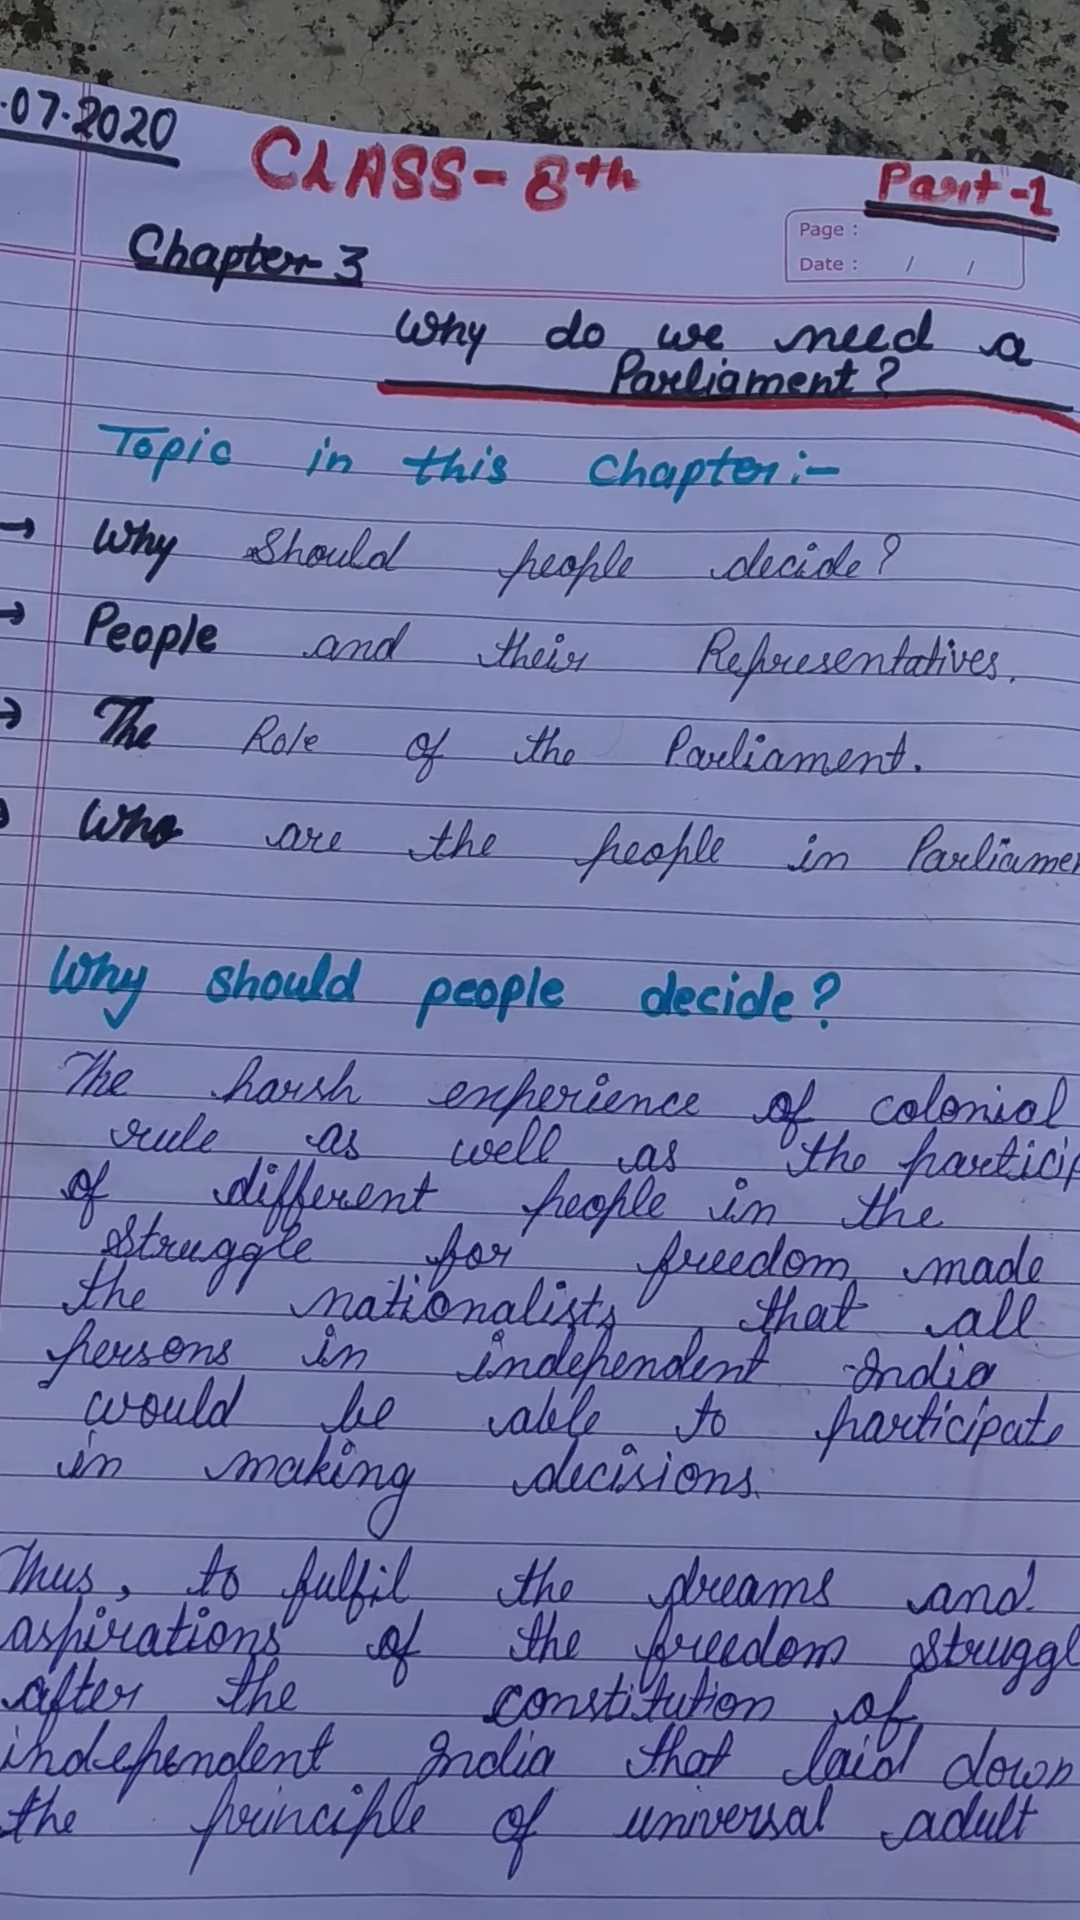 .07.2020
CLASS-8th
Part-1
Page :
Date : / /
Chapter-3
Why do we need a
Parliament?
Topic in this Chapter:-
→ Why Should people decide?
→ People and their Representatives.
→ The Role of the Parliament.
Who are the people in Parliamen
Why should people decide?
The harsh experience of colonial
rule as well as the particip
of different people in the
struggle for freedom made
the nationalists that all
persons in independent India
would be able to participate
in making decisions.
Thus, to fulfil the dreams and
aspirations of the freedom struggl
after the constitution of
independent India that laid down
the principle of universal adult